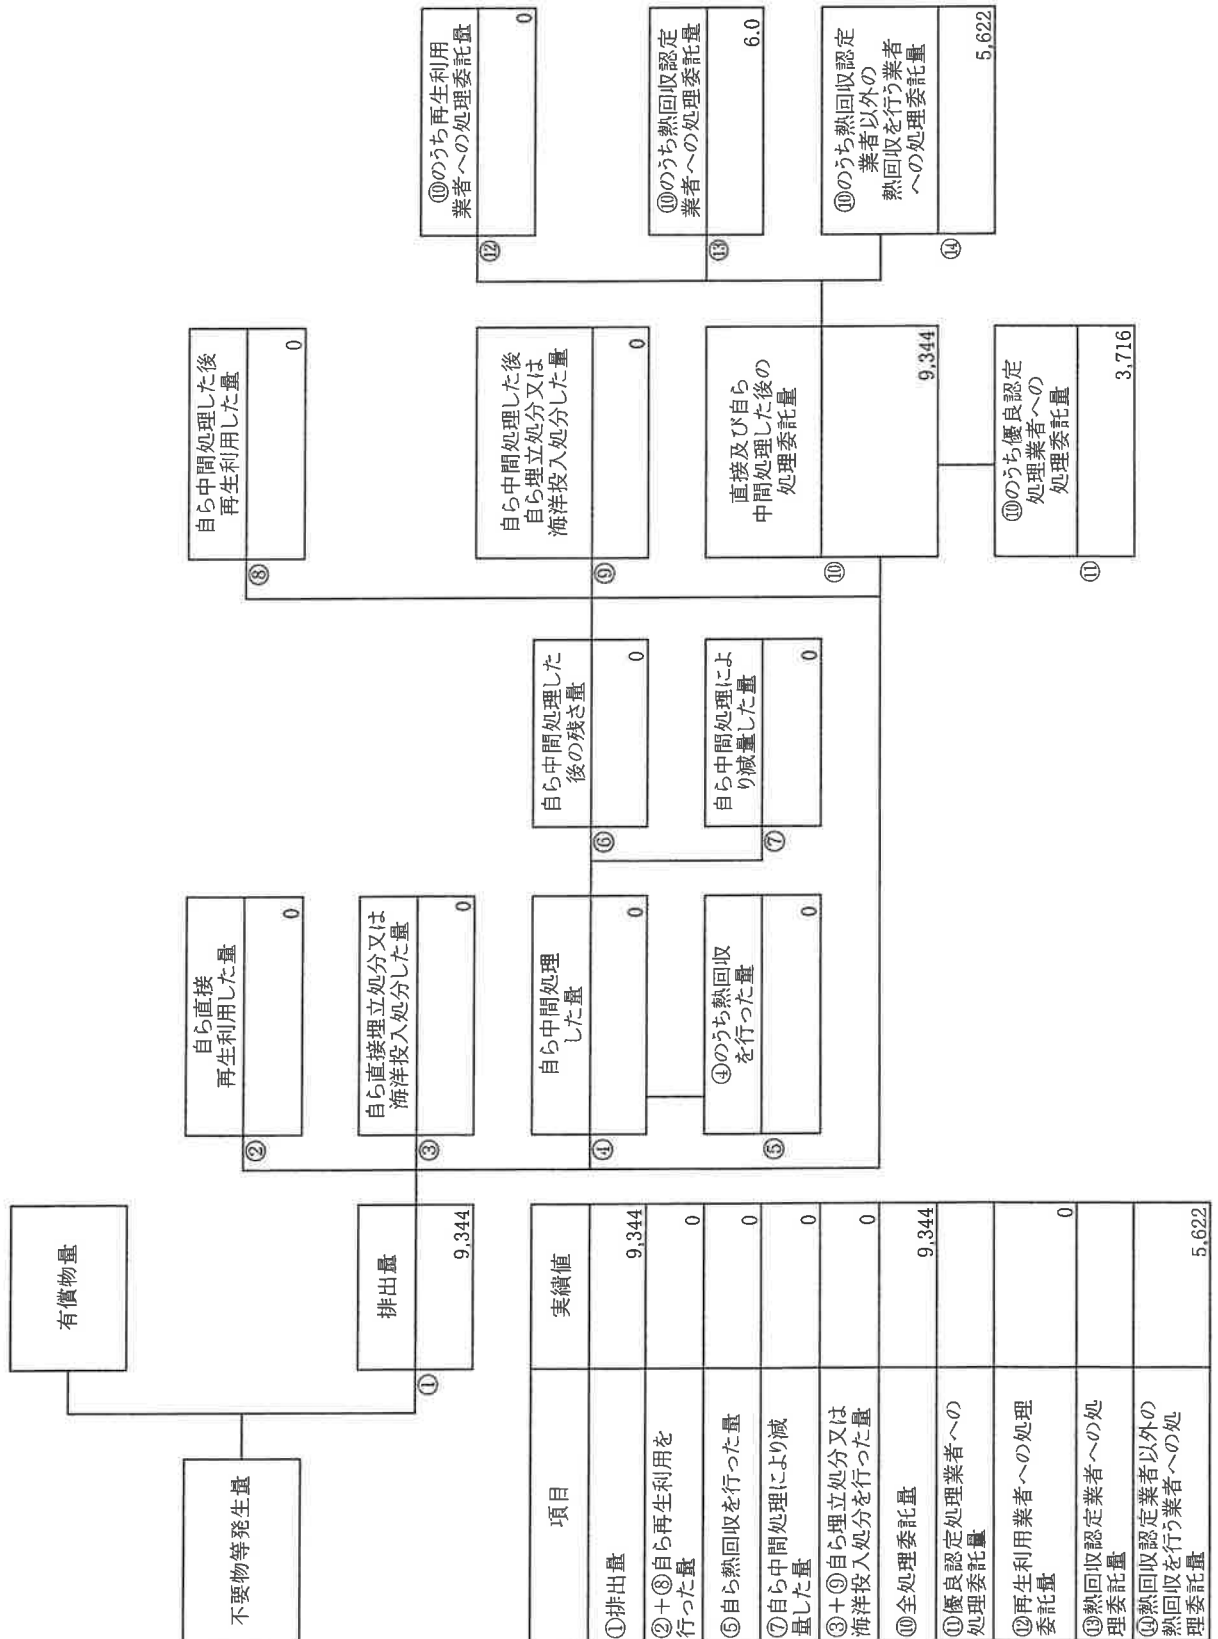 有償物量
不要物等発生量
排出量
①
9,344
自ら直接
再生利用した量
②
0
自ら直接埋立処分又は
海洋投入処分した量
③
0
自ら中間処理
した量
④
0
④のうち熱回収
を行った量
⑤
0
自ら中間処理した
後の残さ量
⑥
0
自ら中間処理によ
り減量した量
⑦
0
自ら中間処理した後
再生利用した量
⑧
0
自ら中間処理した後
自ら埋立処分又は
海洋投入処分した量
⑨
0
直接及び自ら
中間処理した後の
処理委託量
⑩
9,344
⑩のうち優良認定
処理業者への
処理委託量
⑪
3,716
⑩のうち再生利用
業者への処理委託量
⑫
0
⑩のうち熱回収認定
業者への処理委託量
⑬
6.0
⑩のうち熱回収認定
業者以外の
熱回収を行う業者
への処理委託量
⑭
5,622
項目
実績値
①排出量
9,344
②+⑧自ら再生利用を
行った量
0
⑤自ら熱回収を行った量
0
⑦自ら中間処理により減
量した量
0
③+⑨自ら埋立処分又は
海洋投入処分を行った量
0
⑩全処理委託量
9,344
⑪優良認定処理業者への
処理委託量
⑫再生利用業者への処理
委託量
0
⑬熱回収認定業者への処
理委託量
⑭熱回収認定業者以外の
熱回収を行う業者への処
理委託量
5,622